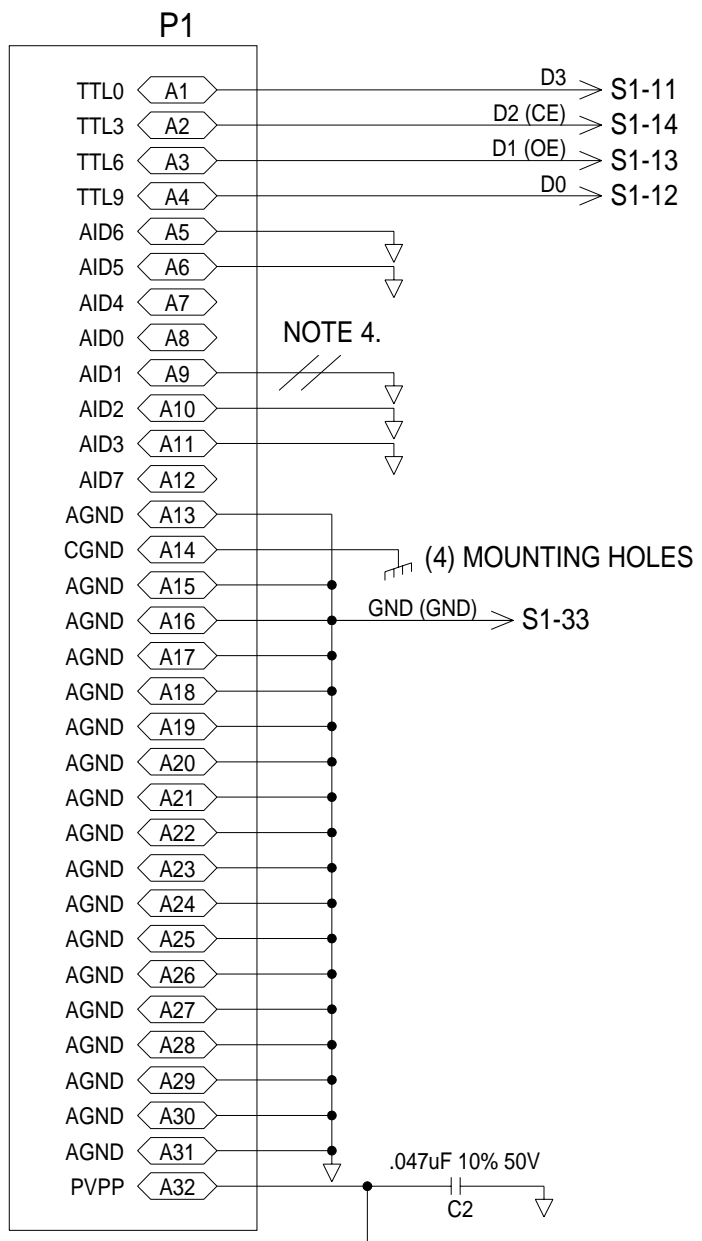 P1
TTL0 A1 D3 S1-11
TTL3 A2 D2 (CE) S1-14
TTL6 A3 D1 (OE) S1-13
TTL9 A4 D0 S1-12
AID6 A5
AID5 A6
AID4 A7
AID0 A8 NOTE 4.
AID1 A9
AID2 A10
AID3 A11
AID7 A12
AGND A13
CGND A14 (4) MOUNTING HOLES
AGND A15
AGND A16 GND (GND) S1-33
AGND A17
AGND A18
AGND A19
AGND A20
AGND A21
AGND A22
AGND A23
AGND A24
AGND A25
AGND A26
AGND A27
AGND A28
AGND A29
AGND A30
AGND A31
.047uF 10% 50V
PVPP A32
C2